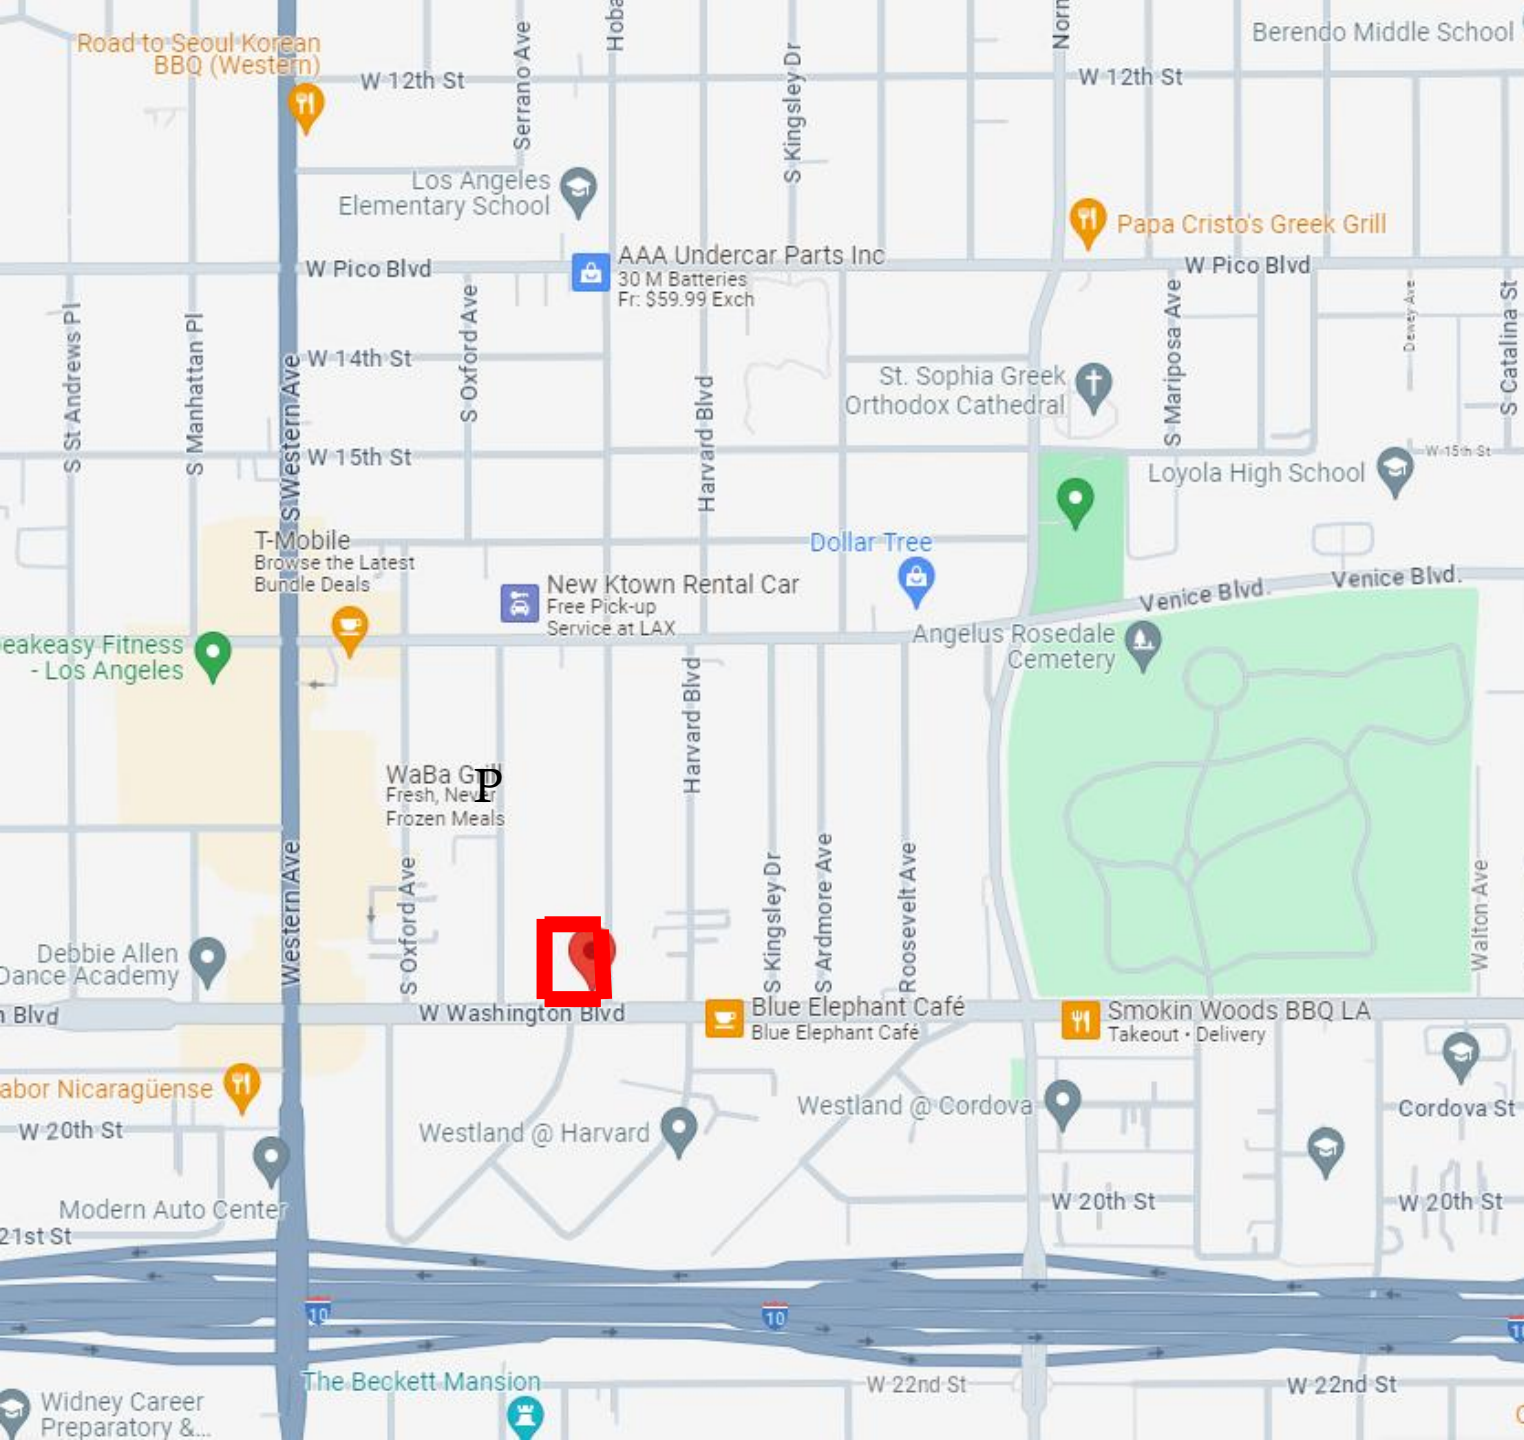 Road to Seoul Korean
BBQ (Western)
W 12th St
Serrano Ave
Hoba
S Kingsley Dr
Norn
W 12th St
Berendo Middle School
Los Angeles
Elementary School
Papa Cristo's Greek Grill
W Pico Blvd
AAA Undercar Parts Inc
30 M Batteries
Fr: $59.99 Exch
W Pico Blvd
S St Andrews Pl
S Manhattan Pl
S Western Ave
W 14th St
S Oxford Ave
Harvard Blvd
St. Sophia Greek
Orthodox Cathedral
S Mariposa Ave
Dewey Ave
S Catalina St
W 15th St
W 15th St
Loyola High School
T-Mobile
Browse the Latest
Bundle Deals
Dollar Tree
New Ktown Rental Car
Free Pick-up
Service at LAX
Venice Blvd.
Venice Blvd.
eakeasy Fitness
- Los Angeles
Angelus Rosedale
Cemetery
Harvard Blvd
WaBa Grill
P
Fresh, Never
Frozen Meals
Western Ave
S Oxford Ave
S Kingsley Dr
S Ardmore Ave
Roosevelt Ave
Walton Ave
Debbie Allen
Dance Academy
n Blvd
W Washington Blvd
Blue Elephant Café
Blue Elephant Café
Smokin Woods BBQ LA
Takeout • Delivery
abor Nicaragüense
W 20th St
Westland @ Harvard
Westland @ Cordova
Cordova St
Modern Auto Center
21st St
W 20th St
W 20th St
10
10
10
The Beckett Mansion
W 22nd St
W 22nd St
Widney Career
Preparatory &...